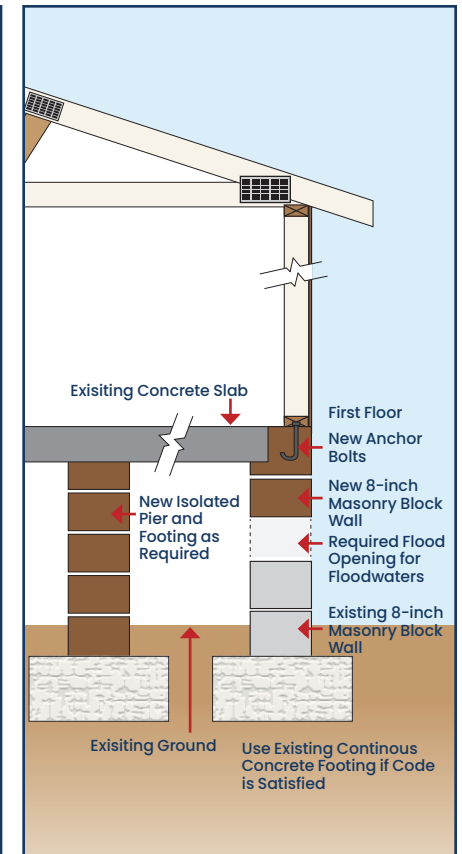 Exisiting Concrete Slab
First Floor
New Anchor
Bolts
New 8-inch
Masonry Block
Wall
New Isolated
Pier and
Footing as
Required
Required Flood
Opening for
Floodwaters
Existing 8-inch
Masonry Block
Wall
Exisiting Ground
Use Existing Continous
Concrete Footing if Code
is Satisfied